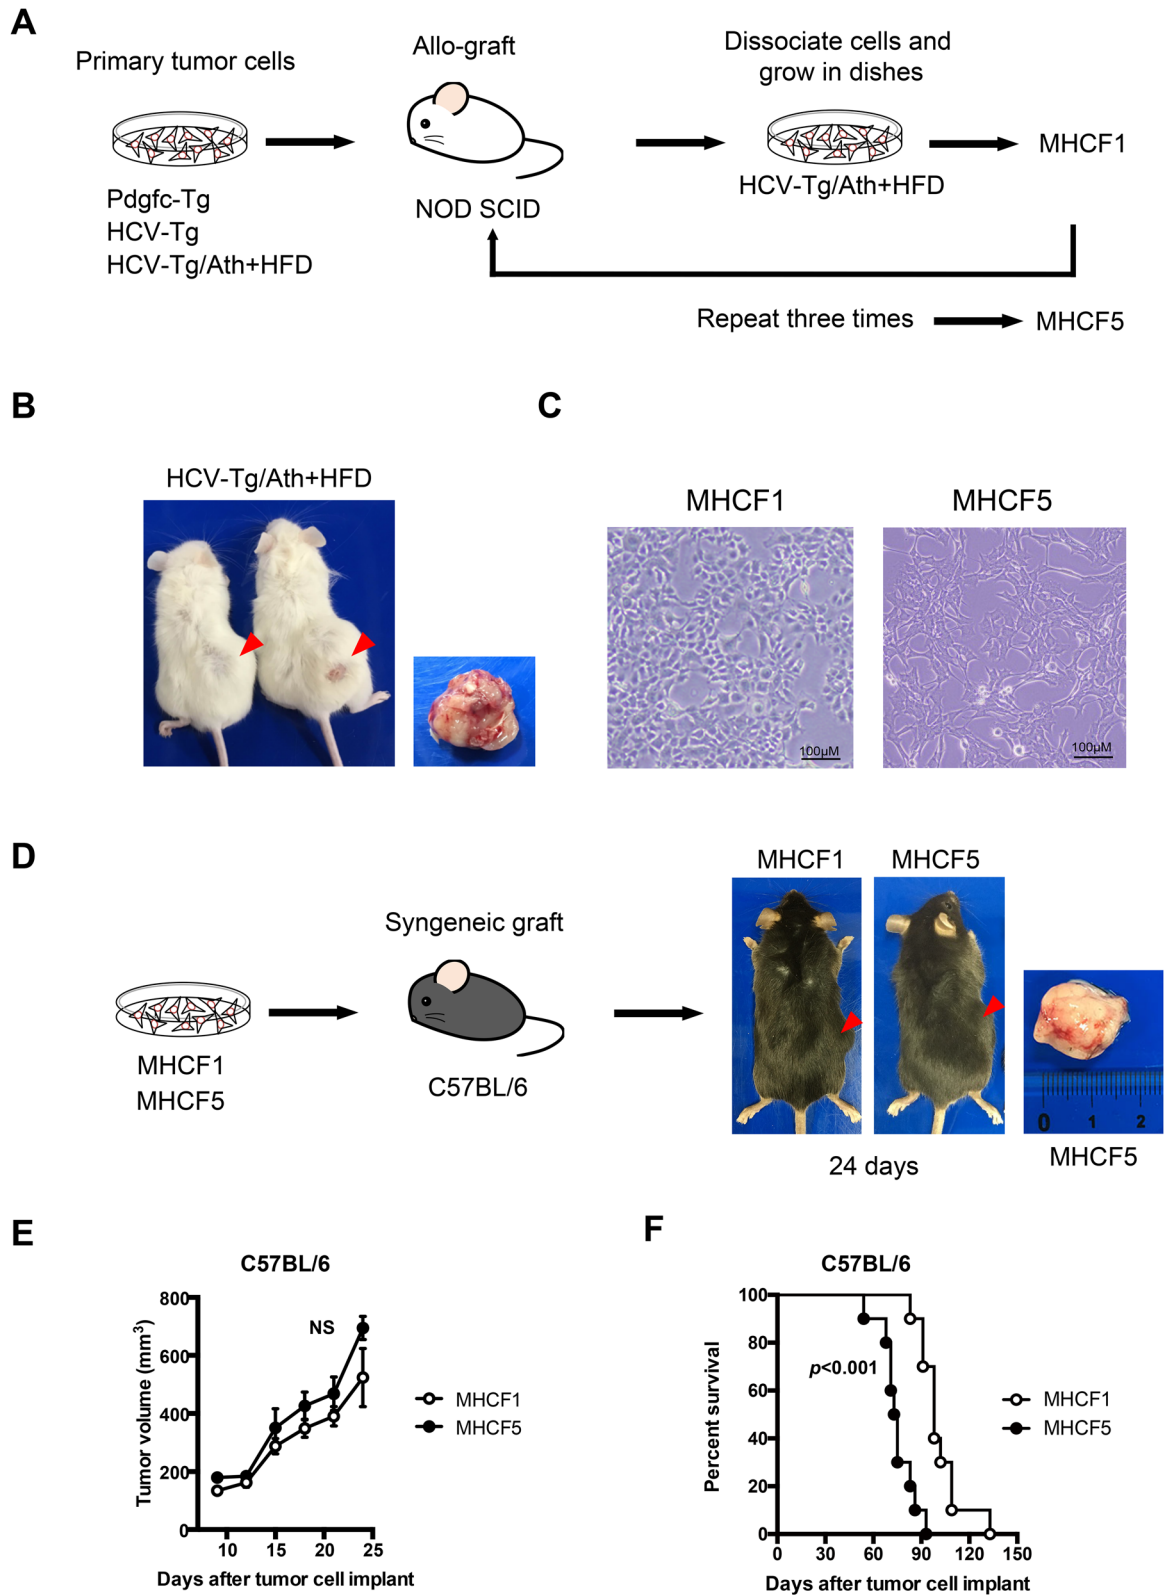 A
Primary tumor cells
Pdgfc-Tg
HCV-Tg
HCV-Tg/Ath+HFD
Allo-graft
NOD SCID
Dissociate cells and
grow in dishes
HCV-Tg/Ath+HFD
MHCF1
Repeat three times
MHCF5
B
HCV-Tg/Ath+HFD
C
MHCF1
100µM
MHCF5
100µM
D
MHCF1
MHCF5
Syngeneic graft
C57BL/6
MHCF1
MHCF5
24 days
0 1 2
MHCF5
E
C57BL/6
Tumor volume (mm³)
800
600
400
200
0
NS
10 15 20 25
Days after tumor cell implant
MHCF1
MHCF5
F
C57BL/6
Percent survival
100
80
60
40
20
0
p<0.001
0 30 60 90 120 150
Days after tumor cell implant
MHCF1
MHCF5